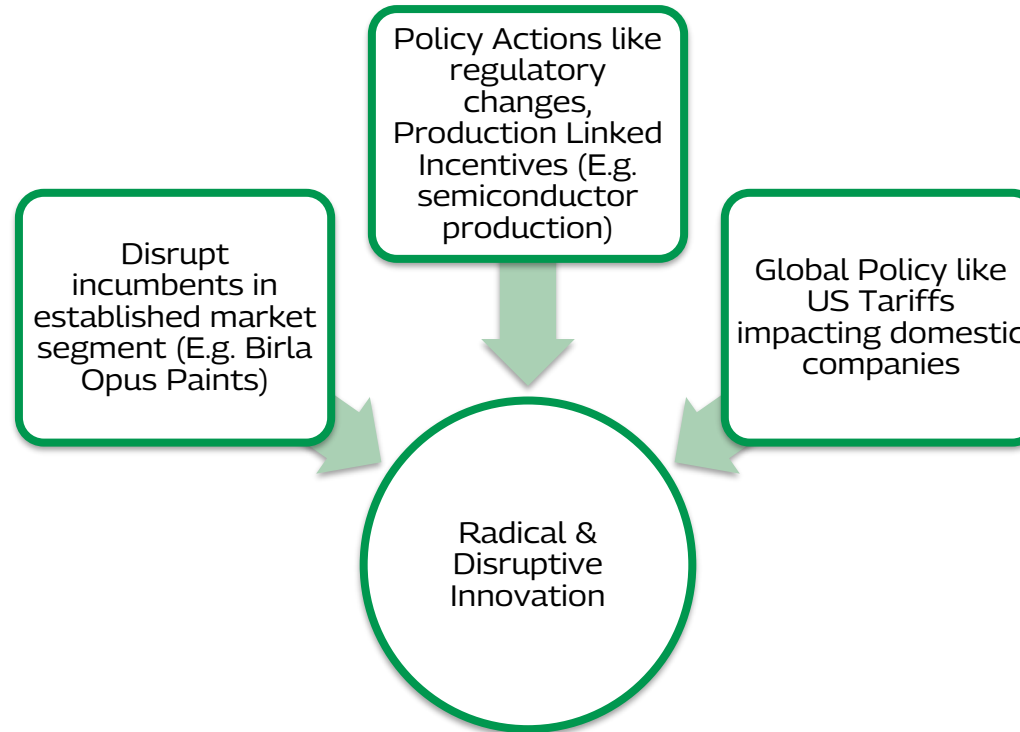 Policy Actions like
regulatory
changes,
Production Linked
Incentives (E.g.
semiconductor
production)
Disrupt
incumbents in
established market
segment (E.g. Birla
Opus Paints)
Global Policy like
US Tariffs
impacting domestic
companies
Radical &
Disruptive
Innovation